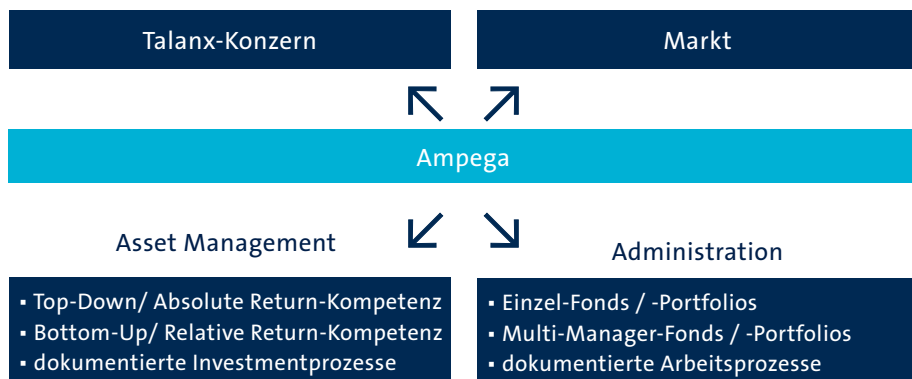 Talanx-Konzern
Markt
Ampega
Asset Management
▪ Top-Down/ Absolute Return-Kompetenz
▪ Bottom-Up/ Relative Return-Kompetenz
▪ dokumentierte Investmentprozesse
Administration
▪ Einzel-Fonds / -Portfolios
▪ Multi-Manager-Fonds / -Portfolios
▪ dokumentierte Arbeitsprozesse